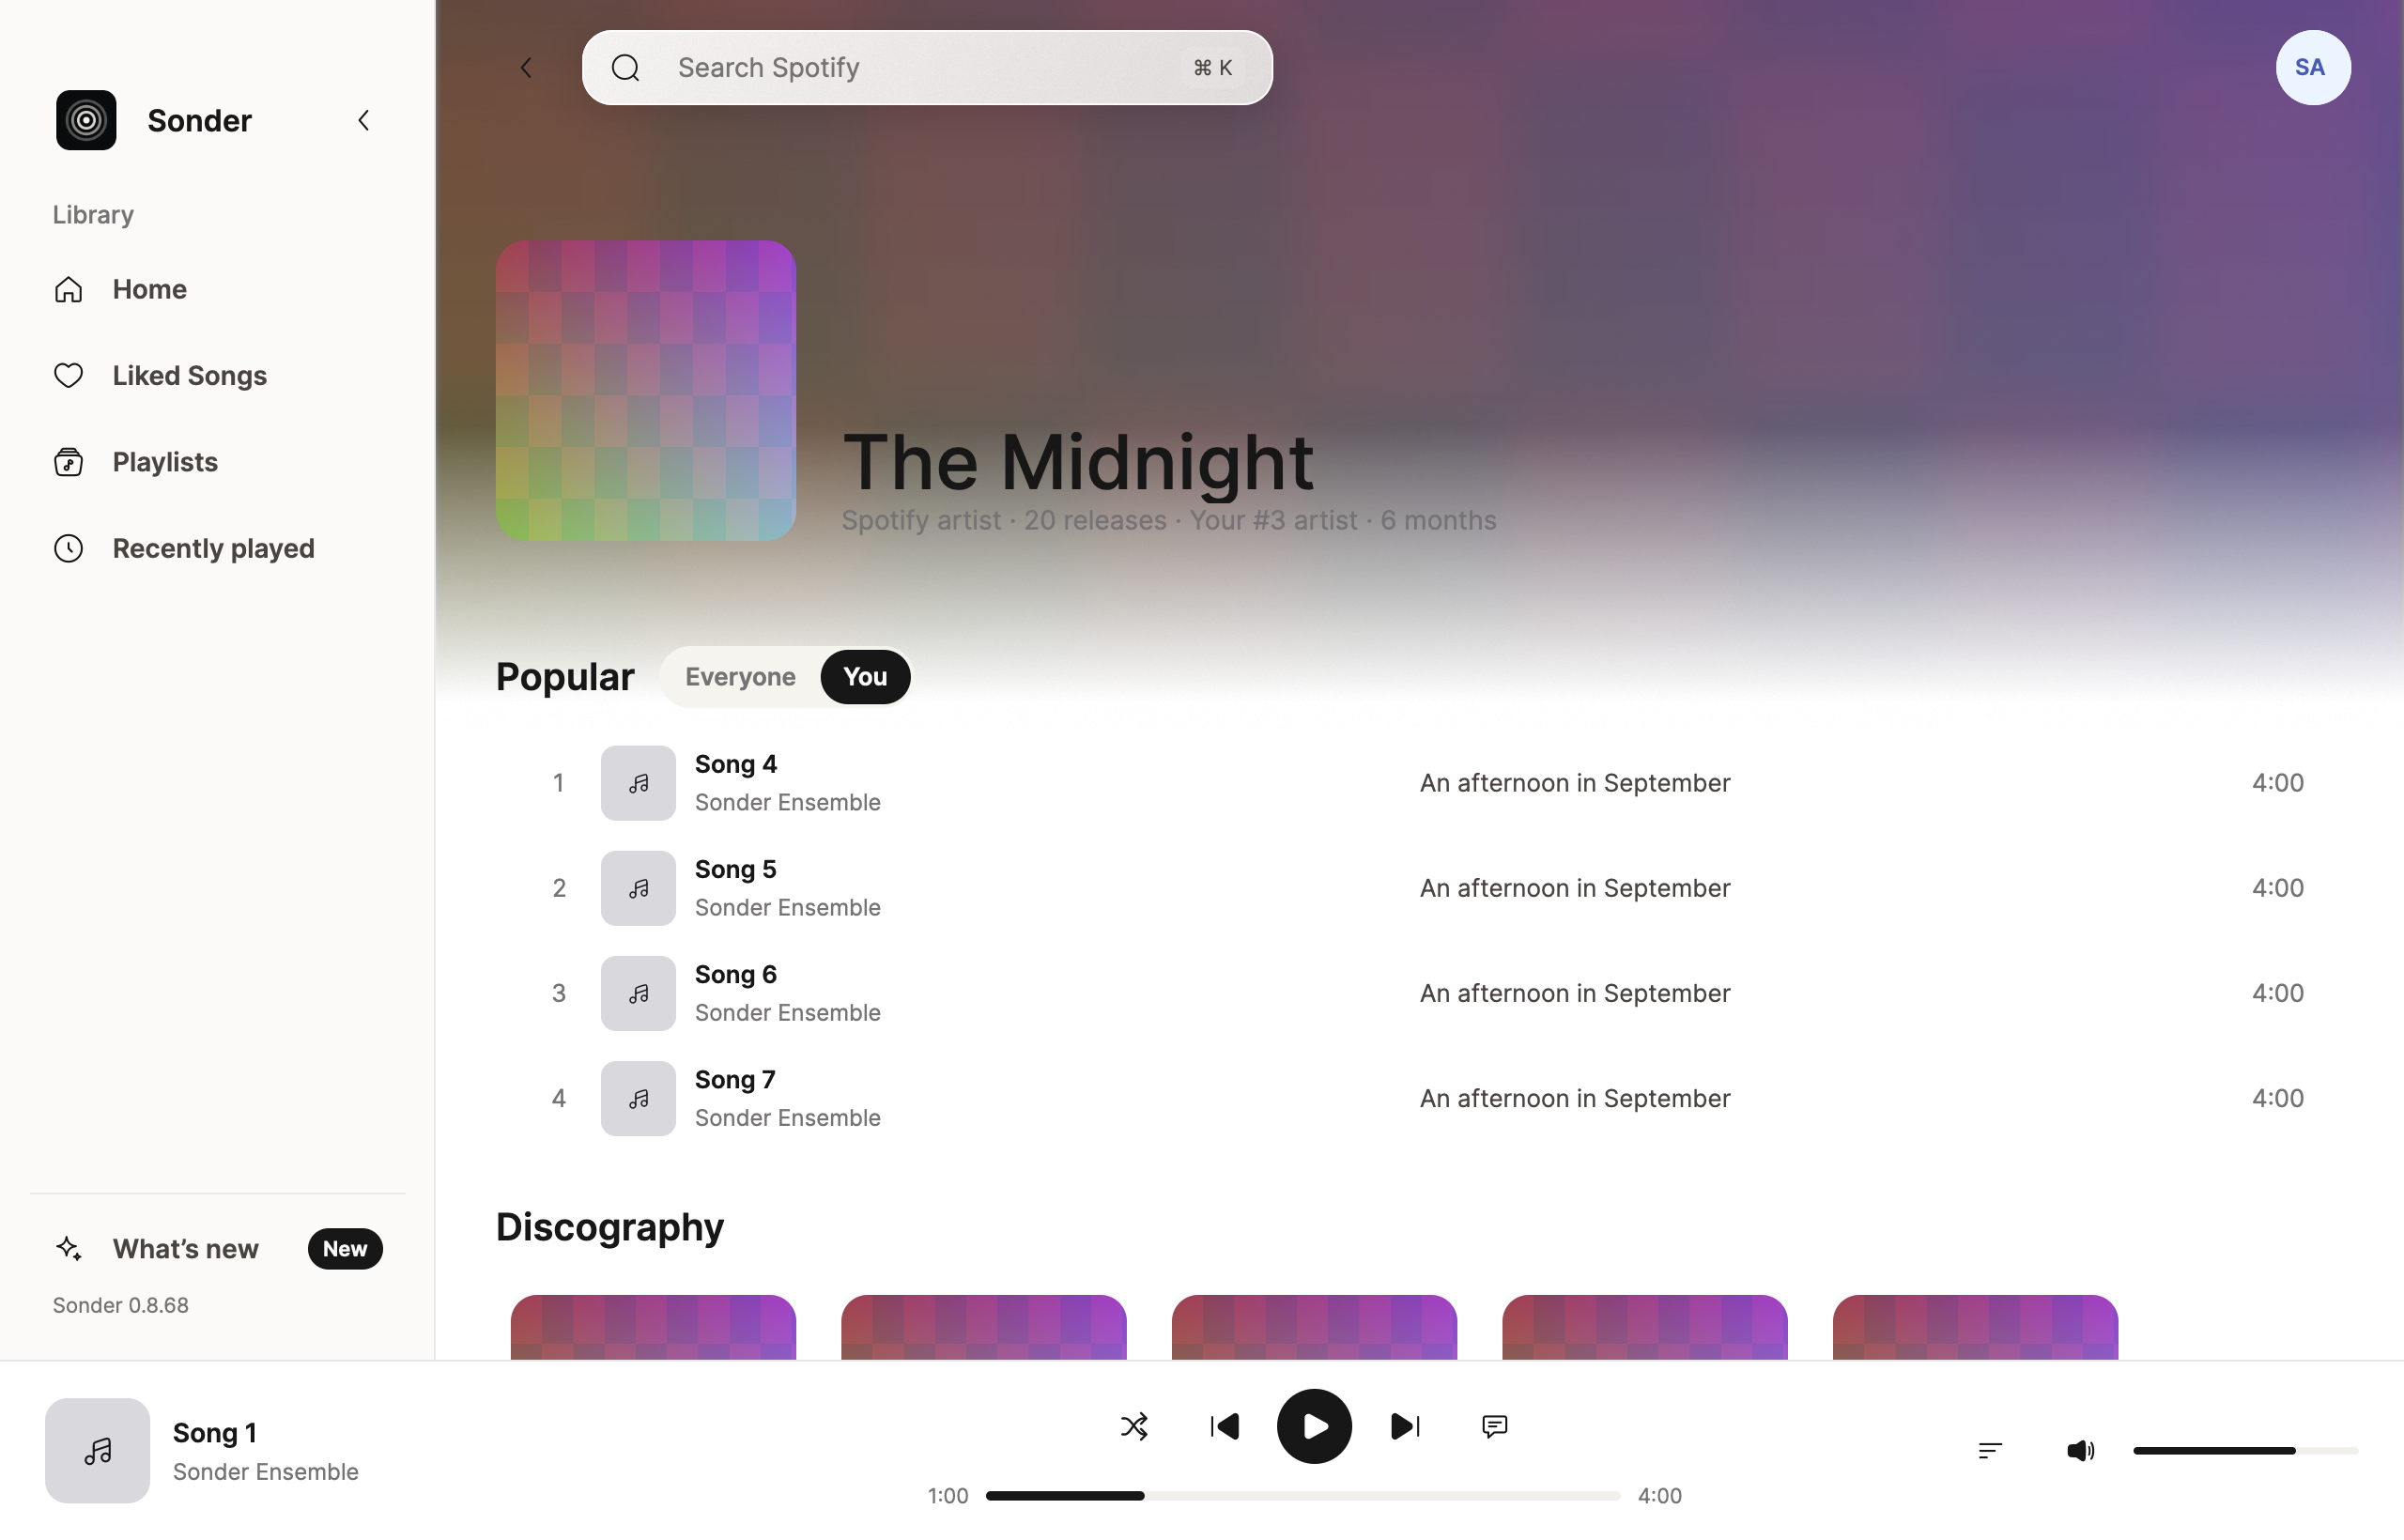 Search Spotify
⌘ K
SA
Sonder
Library
Home
Liked Songs
Playlists
Recently played
The Midnight
Spotify artist · 20 releases · Your #3 artist · 6 months
Popular
Everyone
You
1
Song 4
Sonder Ensemble
An afternoon in September
4:00
2
Song 5
Sonder Ensemble
An afternoon in September
4:00
3
Song 6
Sonder Ensemble
An afternoon in September
4:00
4
Song 7
Sonder Ensemble
An afternoon in September
4:00
Discography
What’s new
New
Sonder 0.8.68
Song 1
Sonder Ensemble
1:00
4:00